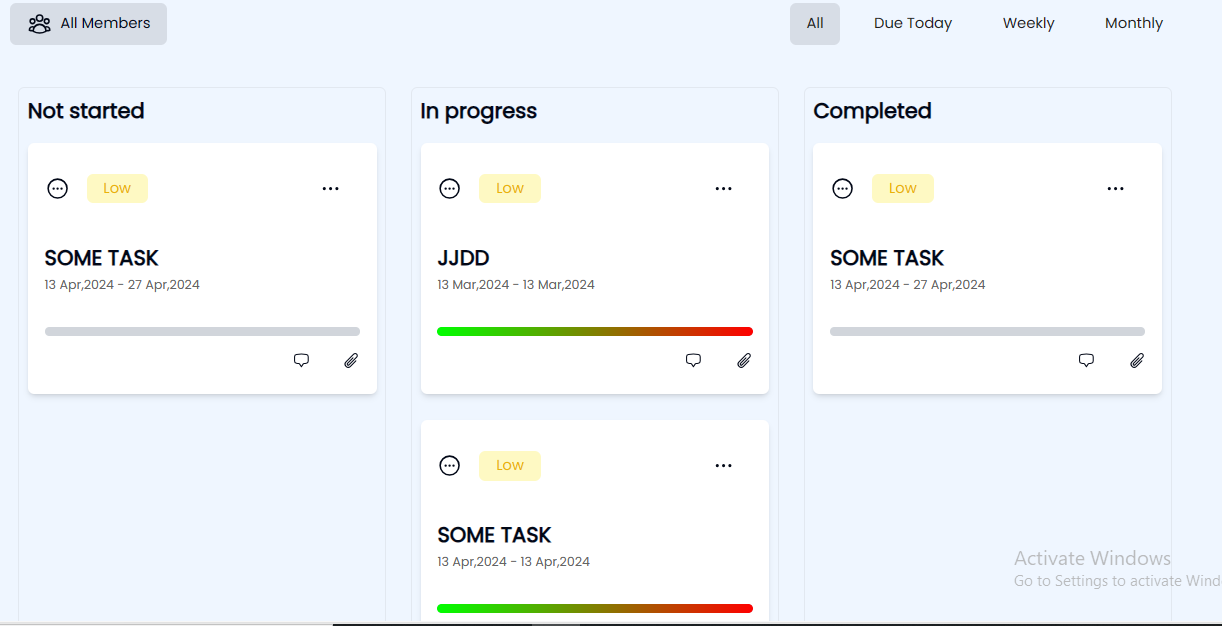 All Members
All
Due Today
Weekly
Monthly
Not started
Low
SOME TASK
13 Apr,2024 - 27 Apr,2024
In progress
Low
JJDD
13 Mar,2024 - 13 Mar,2024
Low
SOME TASK
13 Apr,2024 - 13 Apr,2024
Completed
Low
SOME TASK
13 Apr,2024 - 27 Apr,2024
Activate Windows
Go to Settings to activate Wind